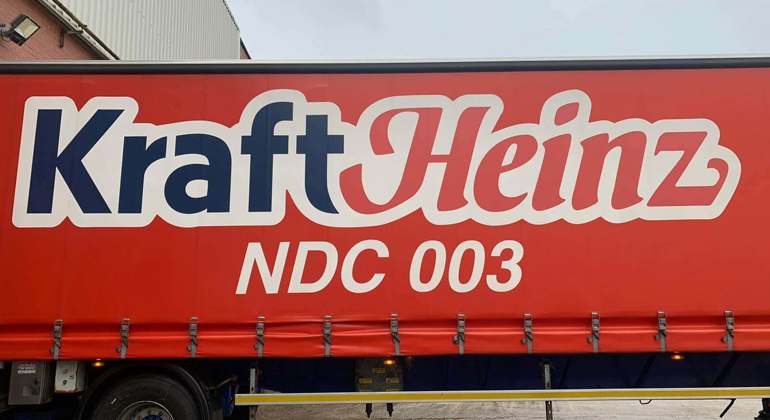 KraftHeinz
NDC 003